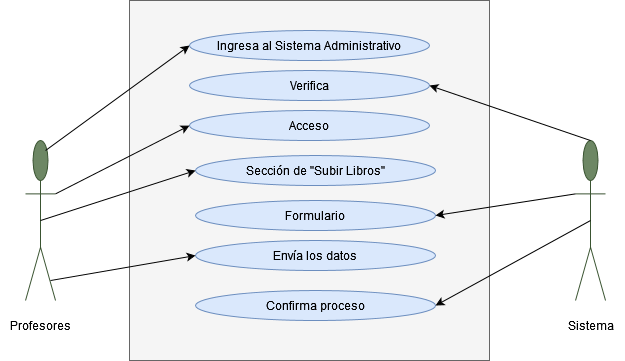 Ingresa al Sistema Administrativo
Verifica
Acceso
Sección de "Subir Libros"
Formulario
Envía los datos
Confirma proceso
Profesores
Sistema